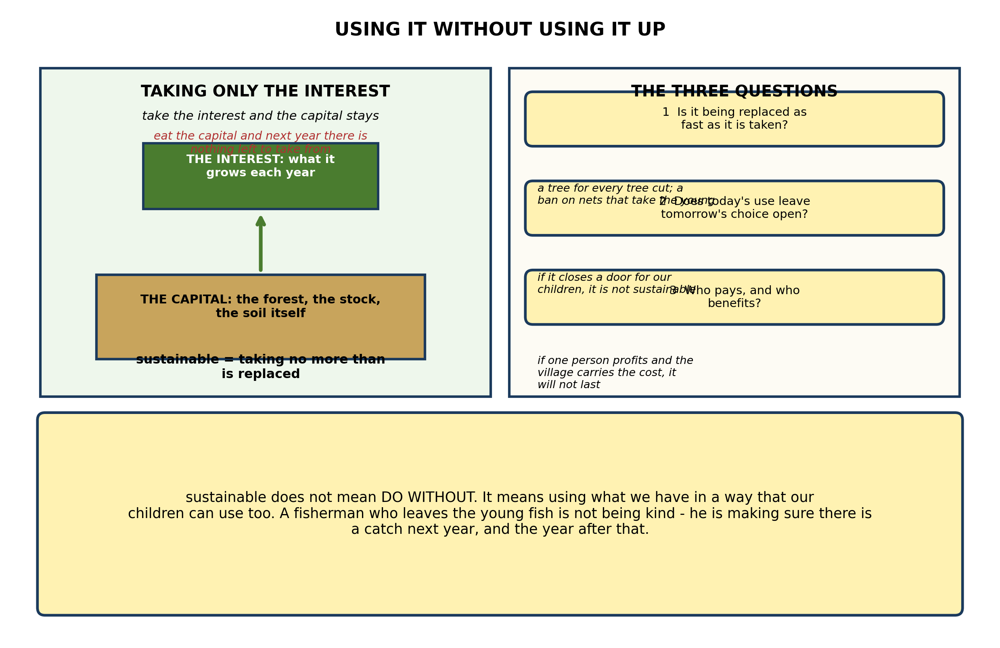 USING IT WITHOUT USING IT UP
TAKING ONLY THE INTEREST
take the interest and the capital stays
eat the capital and next year there is
nothing left to take from
THE INTEREST: what it
grows each year
THE CAPITAL: the forest, the stock,
the soil itself
sustainable = taking no more than
is replaced
THE THREE QUESTIONS
1 Is it being replaced as
fast as it is taken?
a tree for every tree cut; a
ban on nets that take the young
2 Does today's use leave
tomorrow's choice open?
if it closes a door for our
children, it is not sustainable
3 Who pays, and who
benefits?
if one person profits and the
village carries the cost, it
will not last
sustainable does not mean DO WITHOUT. It means using what we have in a way that our
children can use too. A fisherman who leaves the young fish is not being kind - he is making sure there is
a catch next year, and the year after that.